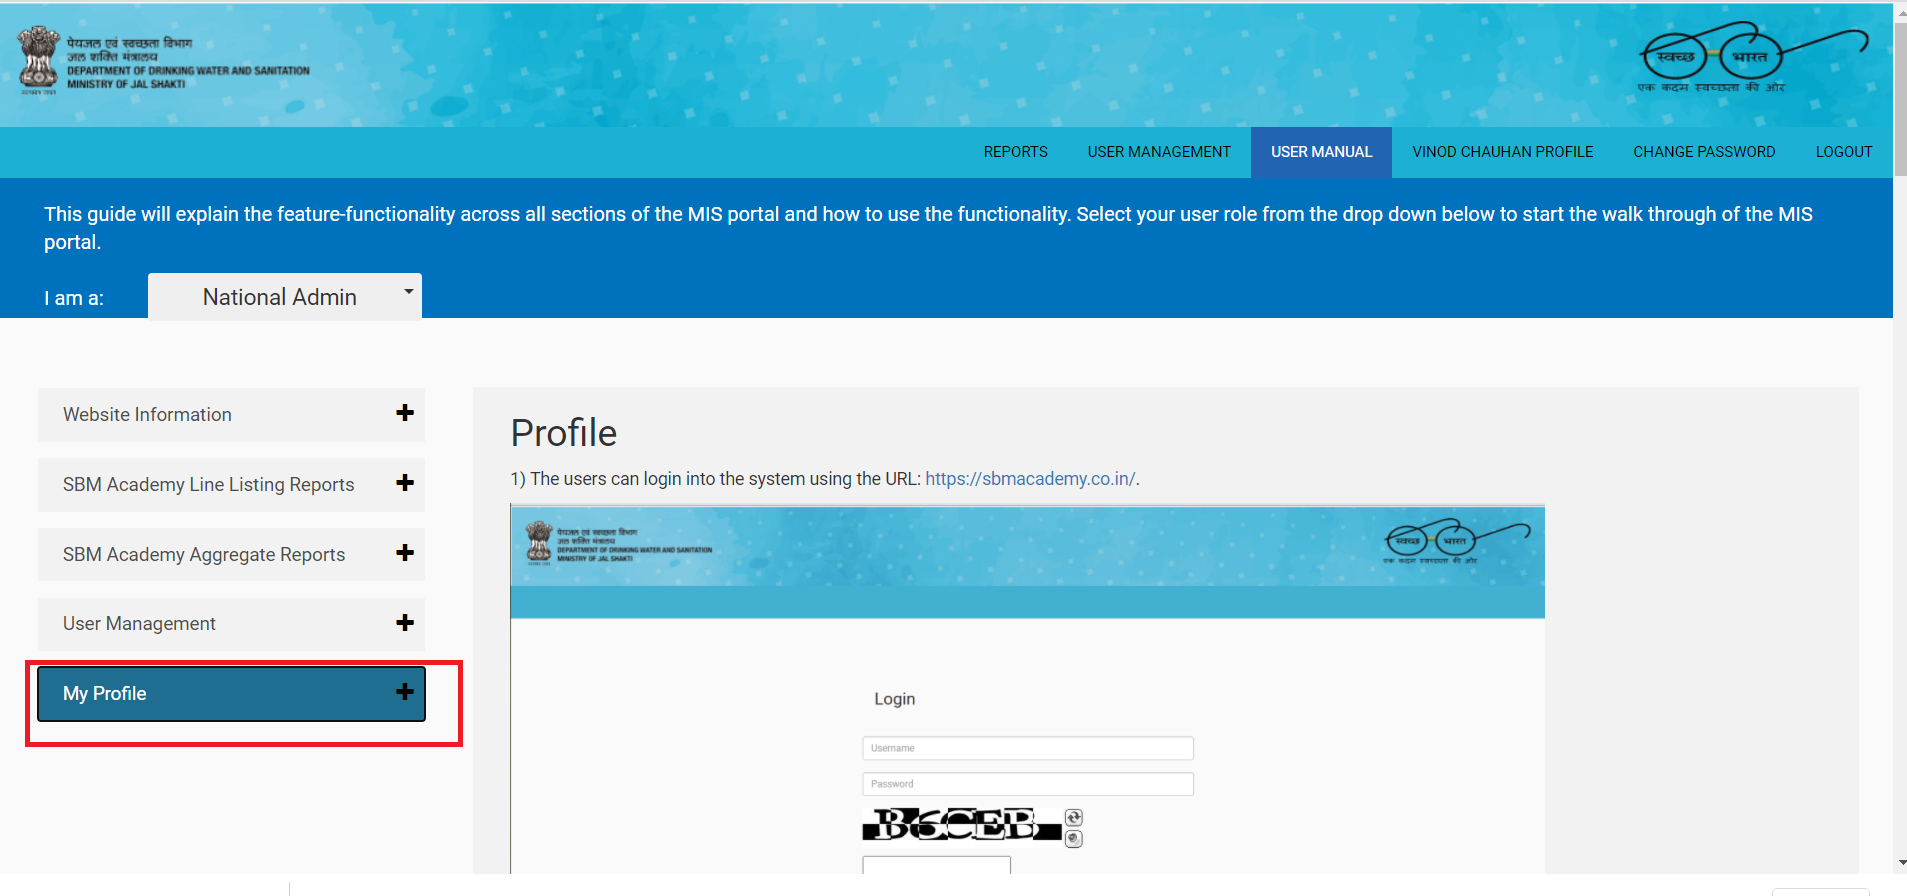 पेयजल एवं स्वच्छता विभाग
जल शक्ति मंत्रालय
DEPARTMENT OF DRINKING WATER AND SANITATION
MINISTRY OF JAL SHAKTI
सत्यमेव जयते
स्वच्छ भारत
एक कदम स्वच्छता की ओर
REPORTS USER MANAGEMENT USER MANUAL VINOD CHAUHAN PROFILE CHANGE PASSWORD LOGOUT
This guide will explain the feature-functionality across all sections of the MIS portal and how to use the functionality. Select your user role from the drop down below to start the walk through of the MIS
portal.
I am a: National Admin
Website Information
SBM Academy Line Listing Reports
SBM Academy Aggregate Reports
User Management
My Profile
Profile
1) The users can login into the system using the URL: https://sbmacademy.co.in/.
पेयजल एवं स्वच्छता विभाग
जल शक्ति मंत्रालय
DEPARTMENT OF DRINKING WATER AND SANITATION
MINISTRY OF JAL SHAKTI
स्वच्छ भारत
एक कदम स्वच्छता की ओर
Login
Username
Password
B6CEB